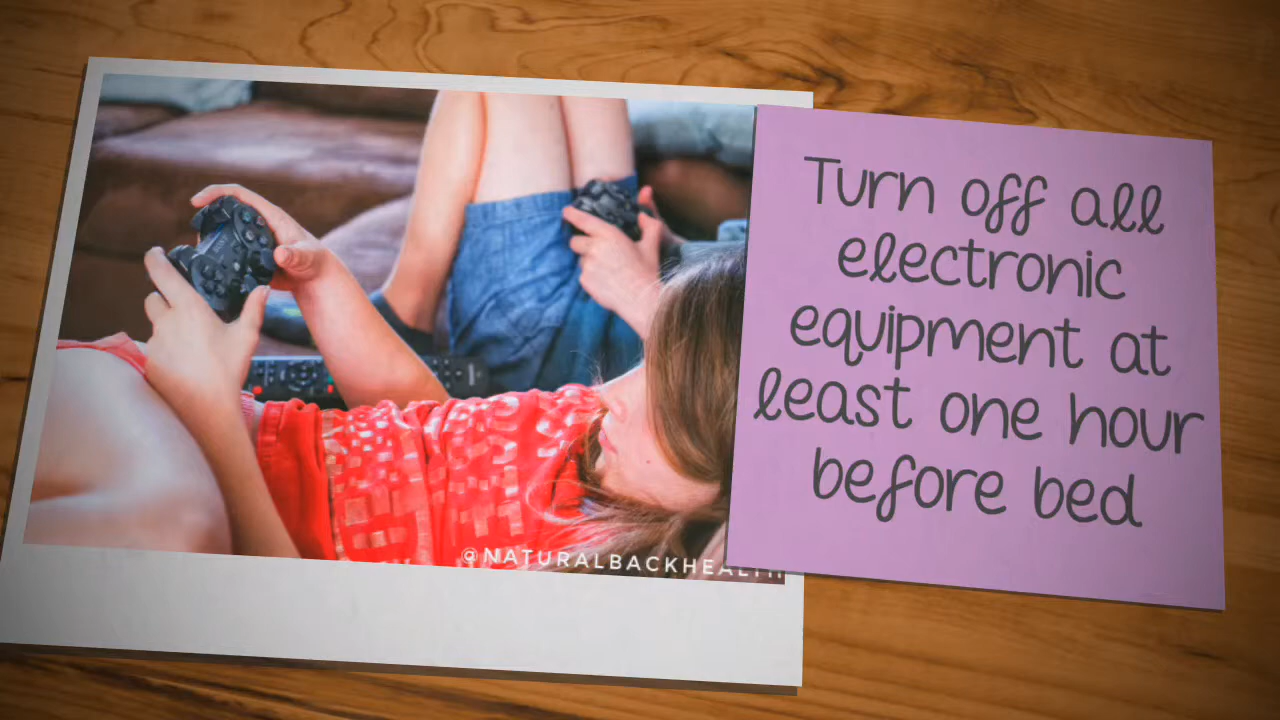 Turn off all
electronic
equipment at
least one hour
before bed
@NATURALBACKHEALTH